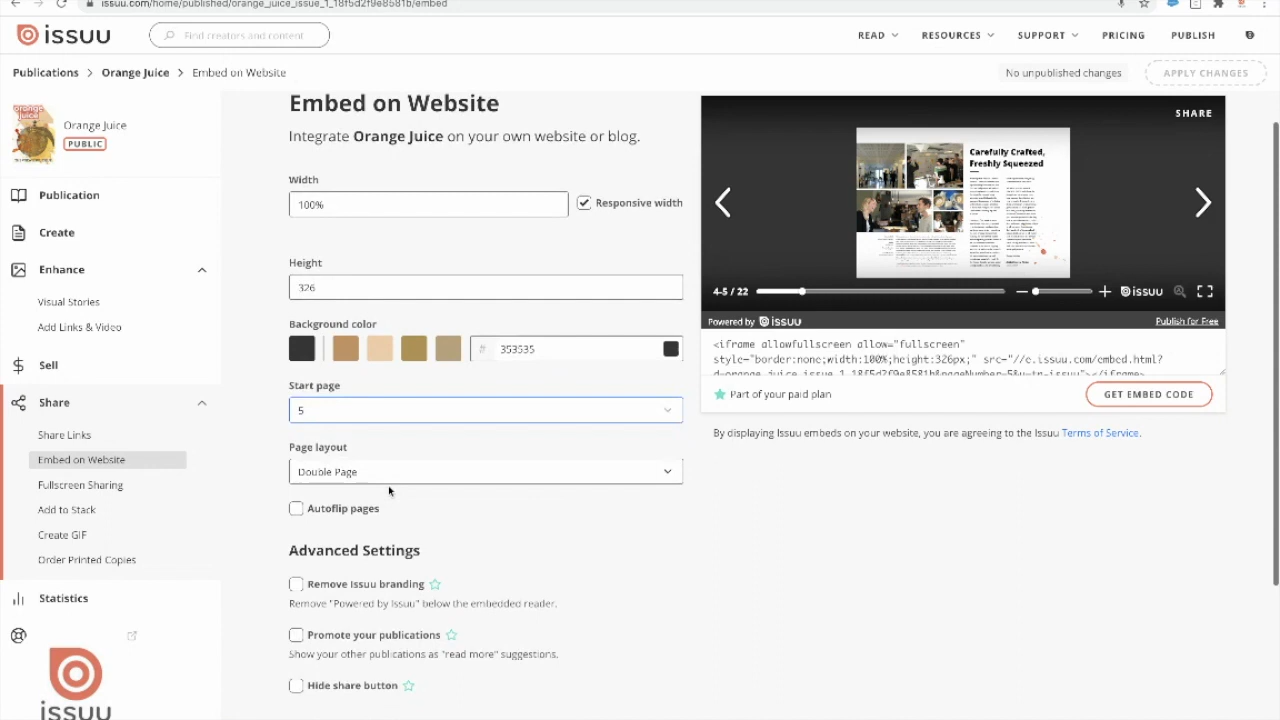 issuu.com/home/published/orange_juice_issue_1_18f5d2f9e8581b/embed
issuu
Find creators and content
READ
RESOURCES
SUPPORT
PRICING
PUBLISH
Publications > Orange Juice > Embed on Website
No unpublished changes
APPLY CHANGES
orange juice
Orange Juice
PUBLIC
Publication
Create
Enhance
Visual Stories
Add Links & Video
Sell
Share
Share Links
Embed on Website
Fullscreen Sharing
Add to Stack
Create GIF
Order Printed Copies
Statistics
issuu
Embed on Website
Integrate Orange Juice on your own website or blog.
Width
100%
Responsive width
Height
326
Background color
# 353535
Start page
5
Page layout
Double Page
Autoflip pages
Advanced Settings
Remove Issuu branding
Remove "Powered by Issuu" below the embedded reader.
Promote your publications
Show your other publications as "read more" suggestions.
Hide share button
SHARE
Carefully Crafted,
Freshly Squeezed
4-5 / 22
issuu
Powered by issuu
Publish for Free
<iframe allowfullscreen allow="fullscreen"
style="border:none;width:100%;height:326px;" src="//e.issuu.com/embed.html?
d=orange_juice_issue_1_18f5d2f9e8581b&pageNumber=5&u=tr-issuu"></iframe>
Part of your paid plan
GET EMBED CODE
By displaying Issuu embeds on your website, you are agreeing to the Issuu Terms of Service.